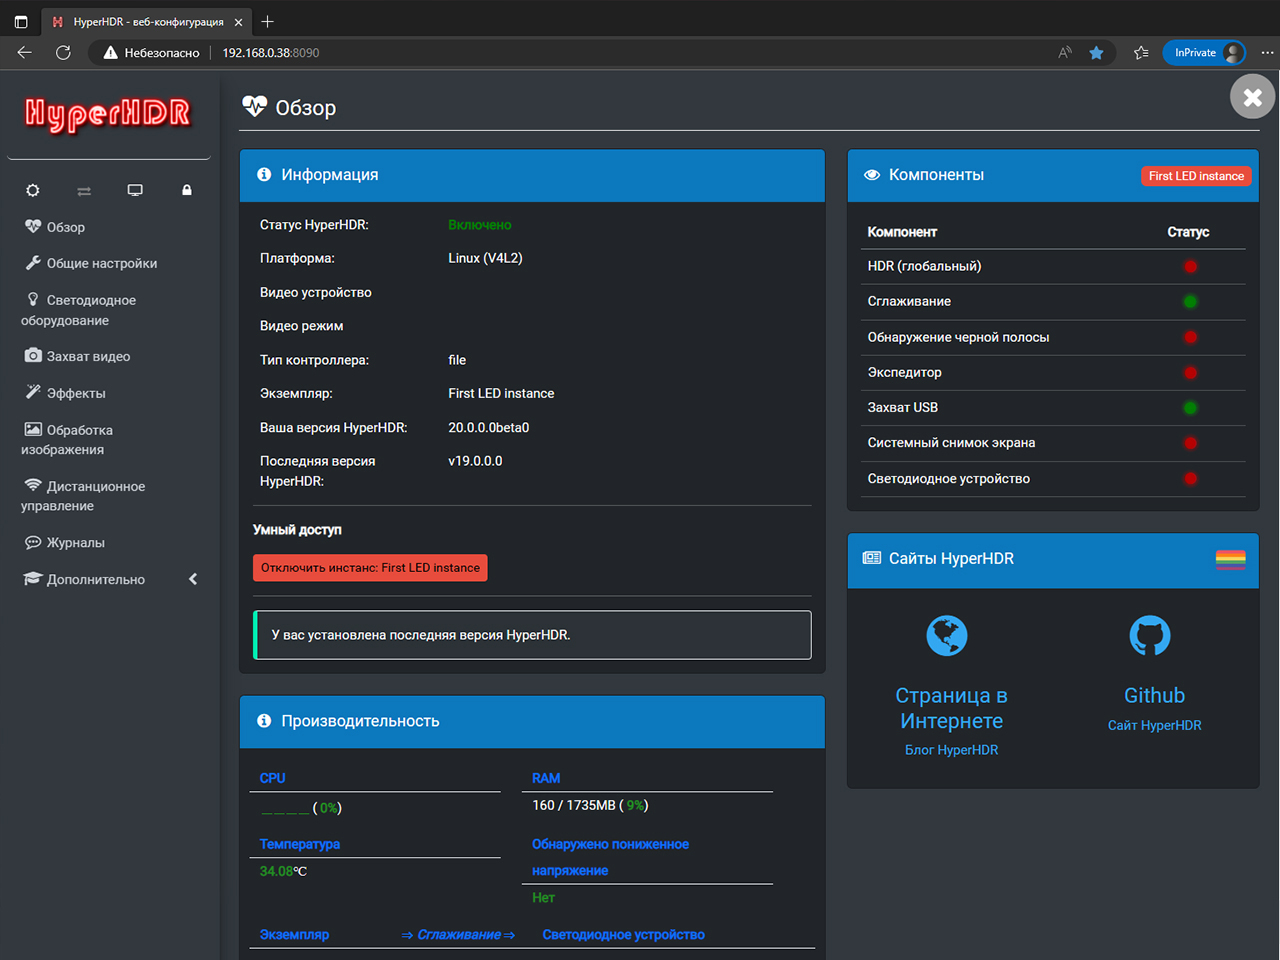 HyperHDR - веб-конфигурация
Небезопасно
192.168.0.38:8090
InPrivate
HyperHDR
Обзор
Общие настройки
Светодиодное
оборудование
Захват видео
Эффекты
Обработка
изображения
Дистанционное
управление
Журналы
Дополнительно
Обзор
Информация
Статус HyperHDR: Включено
Платформа: Linux (V4L2)
Видео устройство
Видео режим
Тип контроллера: file
Экземпляр: First LED instance
Ваша версия HyperHDR: 20.0.0.0beta0
Последняя версия v19.0.0.0
HyperHDR:
Умный доступ
Отключить инстанс: First LED instance
У вас установлена последняя версия HyperHDR.
Производительность
CPU
____ ( 0%)
RAM
160 / 1735MB ( 9%)
Температура
34.08°C
Обнаружено пониженное
напряжение
Нет
Экземпляр ⇒ Сглаживание ⇒ Светодиодное устройство
Компоненты
First LED instance
Компонент Статус
HDR (глобальный)
Сглаживание
Обнаружение черной полосы
Экспедитор
Захват USB
Системный снимок экрана
Светодиодное устройство
Сайты HyperHDR
Страница в
Интернете
Блог HyperHDR
Github
Сайт HyperHDR